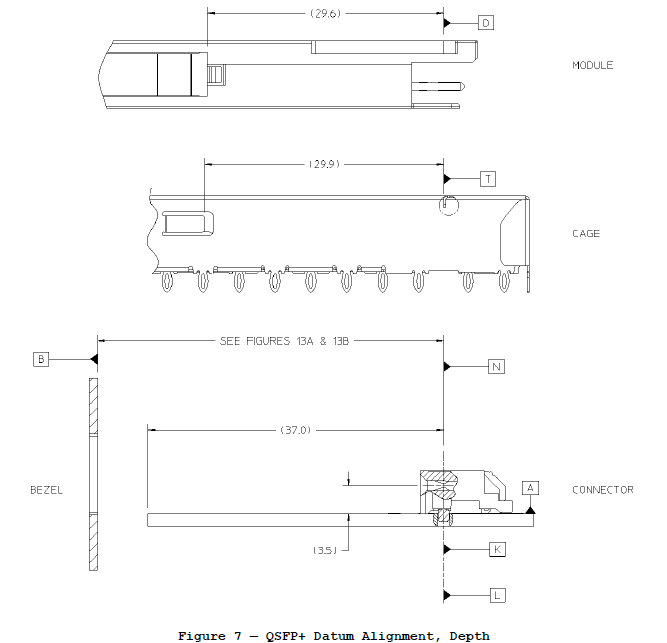 (29.6)
D
MODULE
(29.9)
T
CAGE
B
SEE FIGURES 13A & 13B
N
(37.0)
BEZEL
A
CONNECTOR
(3.5)
K
L
Figure 7 — QSFP+ Datum Alignment, Depth